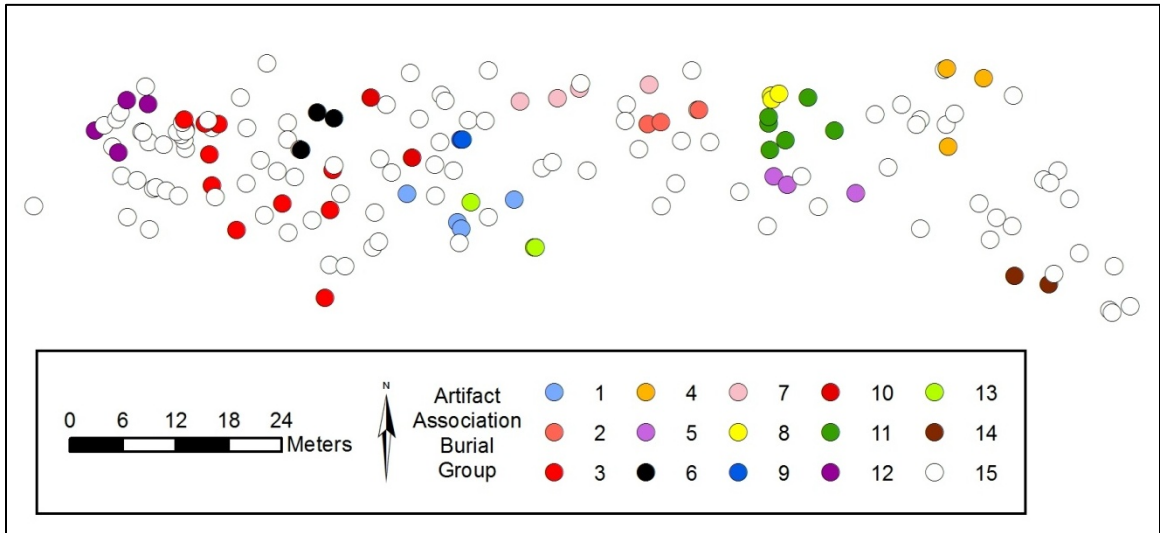 N
Artifact
Association
Burial
Group
0 6 12 18 24
Meters
1 4 7 10 13
2 5 8 11 14
3 6 9 12 15